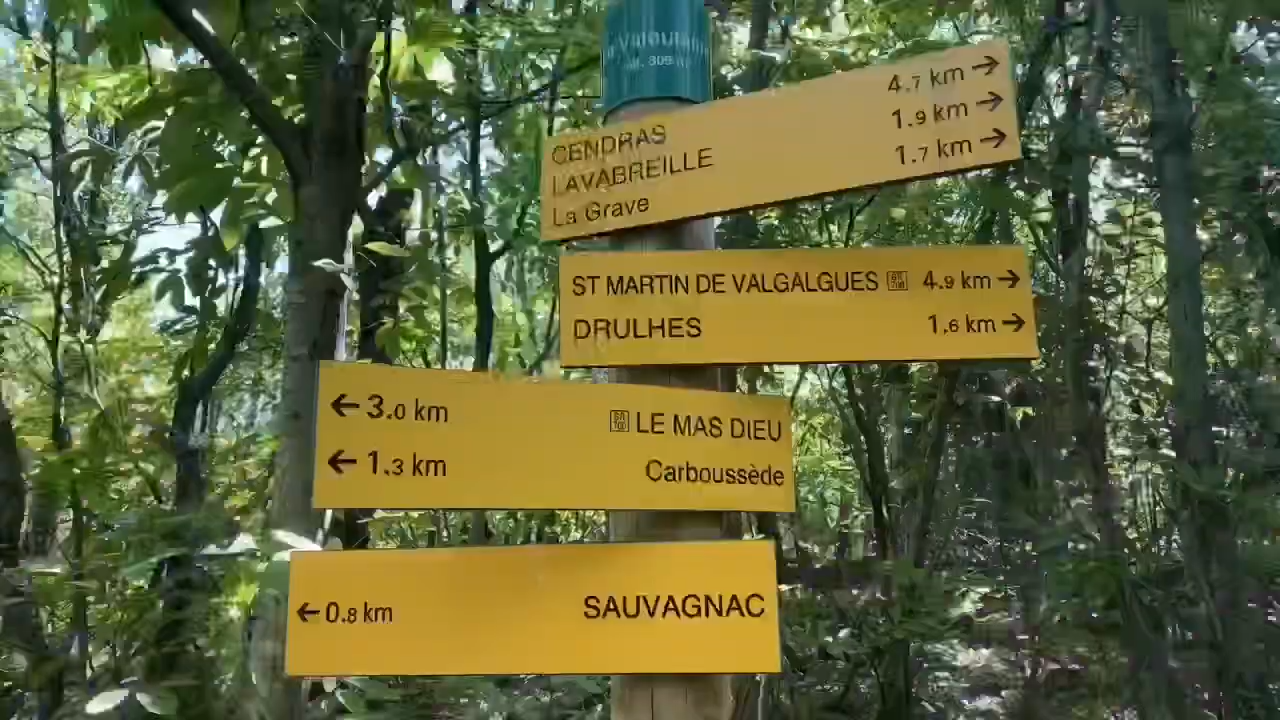 CENDRAS 4.7 km →
LAVABREILLE 1.9 km →
La Grave 1.7 km →
ST MARTIN DE VALGALGUES 4.9 km →
DRULHES 1.6 km →
← 3.0 km LE MAS DIEU
← 1.3 km Carboussède
← 0.8 km SAUVAGNAC